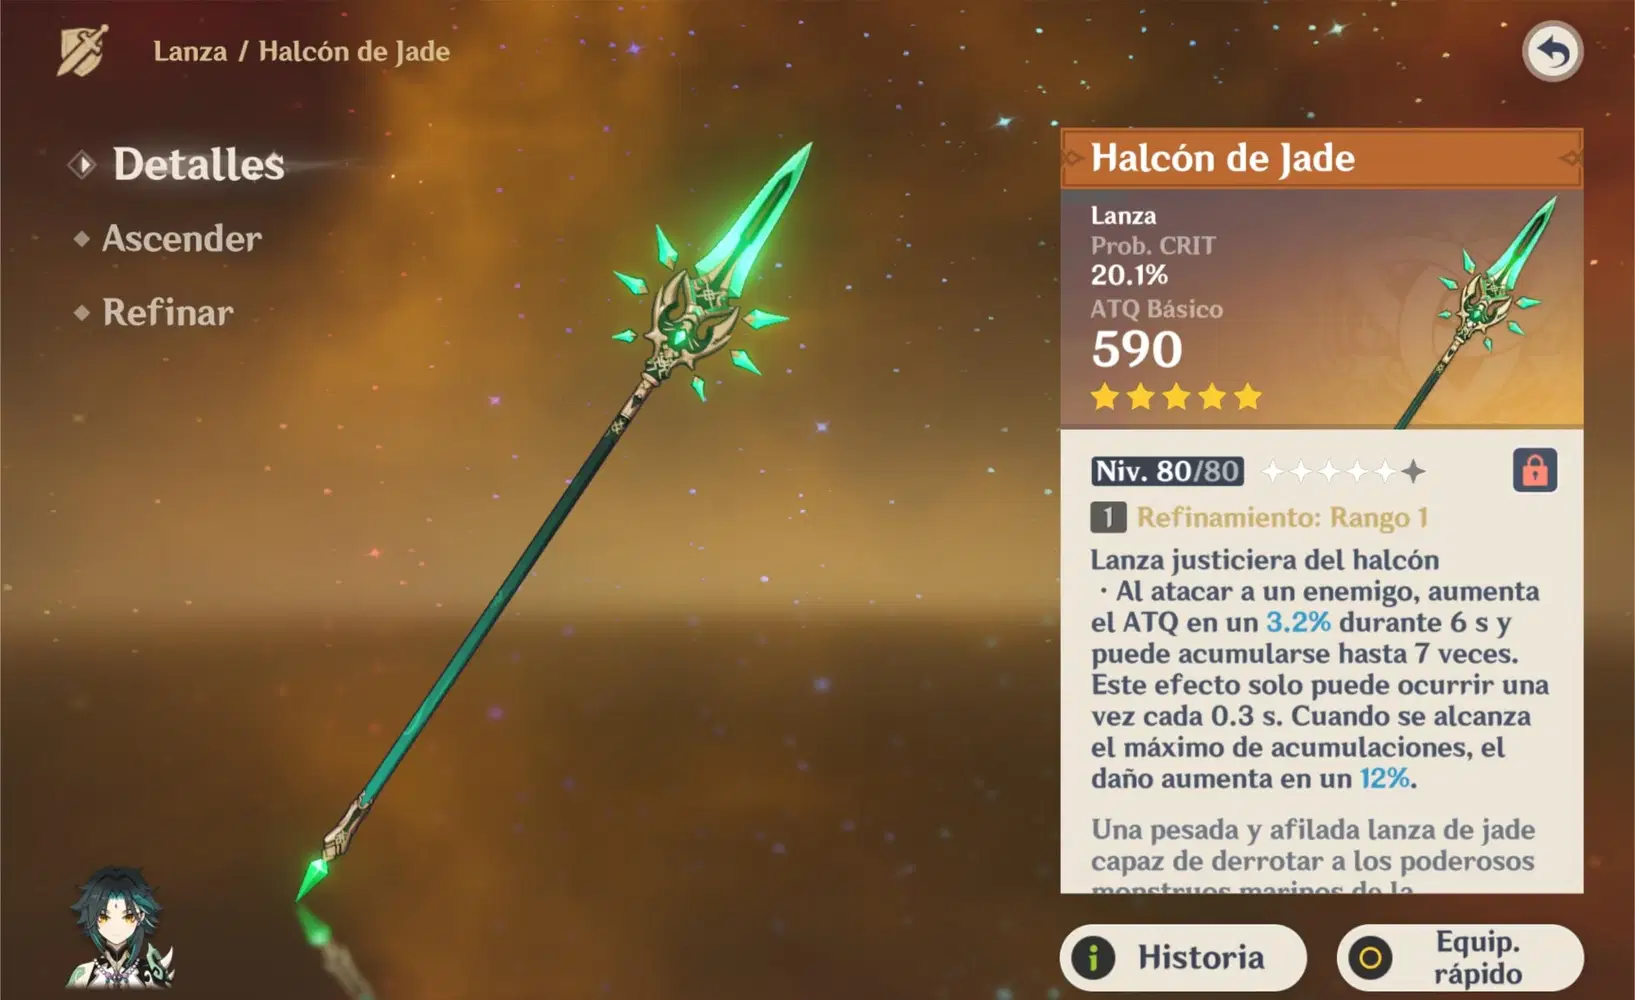 Lanza / Halcón de Jade
Detalles
Ascender
Refinar
Halcón de Jade
Lanza
Prob. CRIT
20.1%
ATQ Básico
590
Niv. 80/80
1 Refinamiento: Rango 1
Lanza justiciera del halcón
· Al atacar a un enemigo, aumenta
el ATQ en un 3.2% durante 6 s y
puede acumularse hasta 7 veces.
Este efecto solo puede ocurrir una
vez cada 0.3 s. Cuando se alcanza
el máximo de acumulaciones, el
daño aumenta en un 12%.
Una pesada y afilada lanza de jade
capaz de derrotar a los poderosos
monstruos marinos de la
Historia
Equip.
rápido